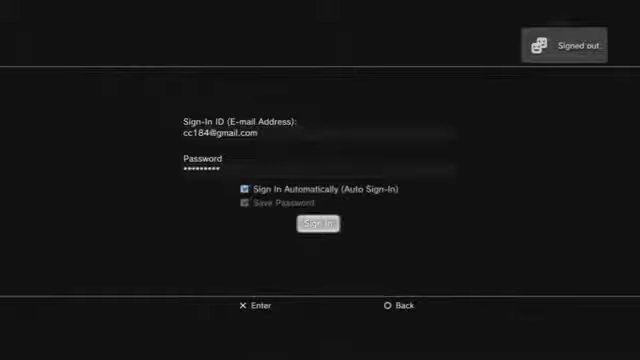 Signed out.
Sign-In ID (E-mail Address):
cc184@gmail.com
Password
*********
Sign In Automatically (Auto Sign-In)
Save Password
Sign In
Enter
Back